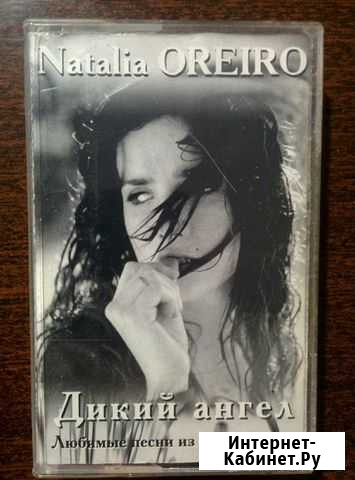 Natalia OREIRO
Дикий ангел
Любимые песни из
Интернет-
Кабинет.Ру